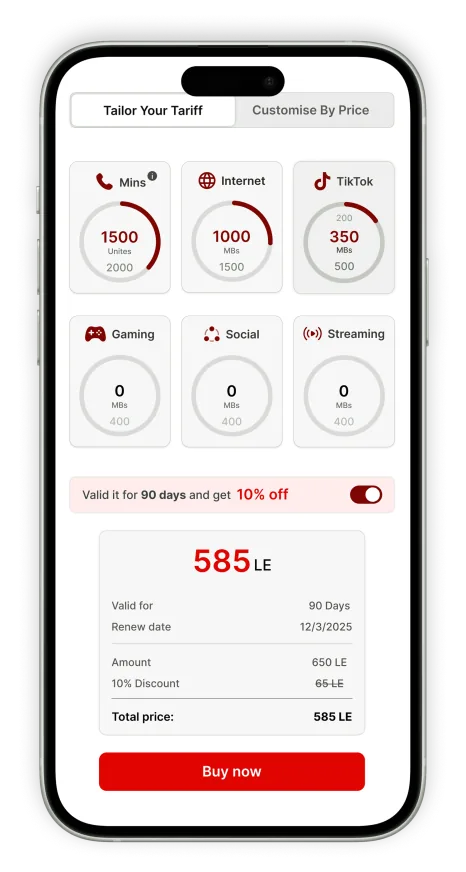 Tailor Your Tariff
Customise By Price
Mins
Internet
TikTok
200
1500
1000
350
Unites
MBs
MBs
2000
1500
500
Gaming
Social
Streaming
0
0
0
MBs
MBs
MBs
400
400
400
Valid it for 90 days and get 10% off
585 LE
Valid for 90 Days
Renew date 12/3/2025
Amount 650 LE
10% Discount 65 LE
Total price: 585 LE
Buy now